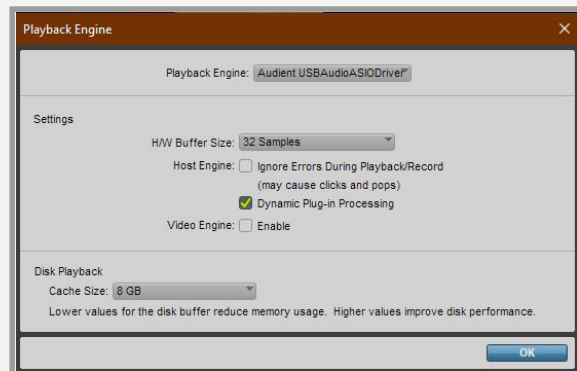 Playback Engine
Playback Engine: Audient USBAudioASIODriver
Settings
H/W Buffer Size: 32 Samples
Host Engine: Ignore Errors During Playback/Record
(may cause clicks and pops)
Dynamic Plug-in Processing
Video Engine: Enable
Disk Playback
Cache Size: 8 GB
Lower values for the disk buffer reduce memory usage. Higher values improve disk performance.
OK